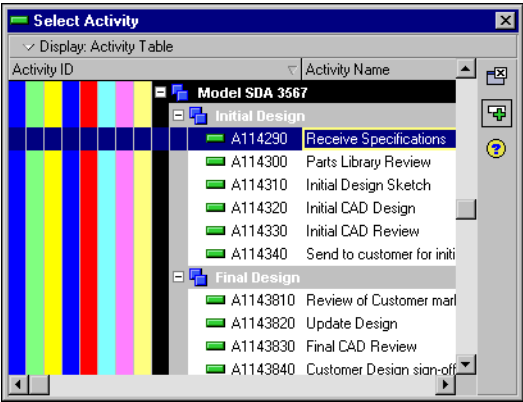 Select Activity
Display: Activity Table
Activity ID Activity Name
Model SDA 3567
Initial Design
A114290 Receive Specifications
A114300 Parts Library Review
A114310 Initial Design Sketch
A114320 Initial CAD Design
A114330 Initial CAD Review
A114340 Send to customer for initi
Final Design
A1143810 Review of Customer marl
A1143820 Update Design
A1143830 Final CAD Review
A1143840 Customer Design sign-off